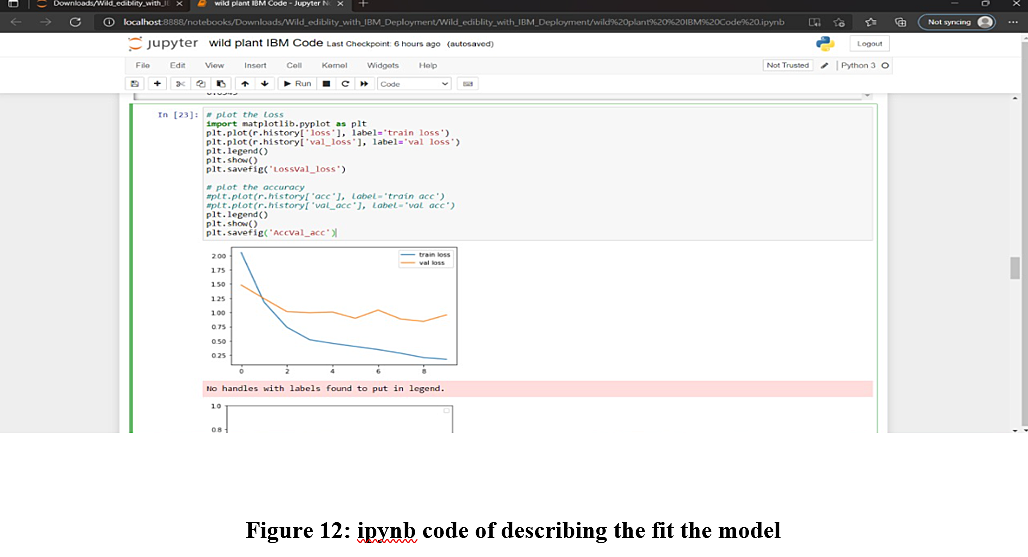 Downloads/Wild_ediblity_with_I
wild plant IBM Code - Jupyter N
localhost:8888/notebooks/Downloads/Wild_ediblity_with_IBM_Deployment/Wild_ediblity_with_IBM_Deployment/wild%20plant%20%20IBM%20Code%20.ipynb
Not syncing
jupyter wild plant IBM Code Last Checkpoint: 6 hours ago (autosaved)
Logout
File Edit View Insert Cell Kernel Widgets Help
Not Trusted
Python 3
Run
Code
In [23]:
# plot the loss
import matplotlib.pyplot as plt
plt.plot(r.history['loss'], label='train loss')
plt.plot(r.history['val_loss'], label='val loss')
plt.legend()
plt.show()
plt.savefig('LossVal_loss')
# plot the accuracy
#plt.plot(r.history['acc'], label='train acc')
#plt.plot(r.history['val_acc'], label='val acc')
plt.legend()
plt.show()
plt.savefig('AccVal_acc')
train loss
val loss
2.00
1.75
1.50
1.25
1.00
0.75
0.50
0.25
0 2 4 6 8
No handles with labels found to put in legend.
1.0
0.8
Figure 12: ipynb code of describing the fit the model